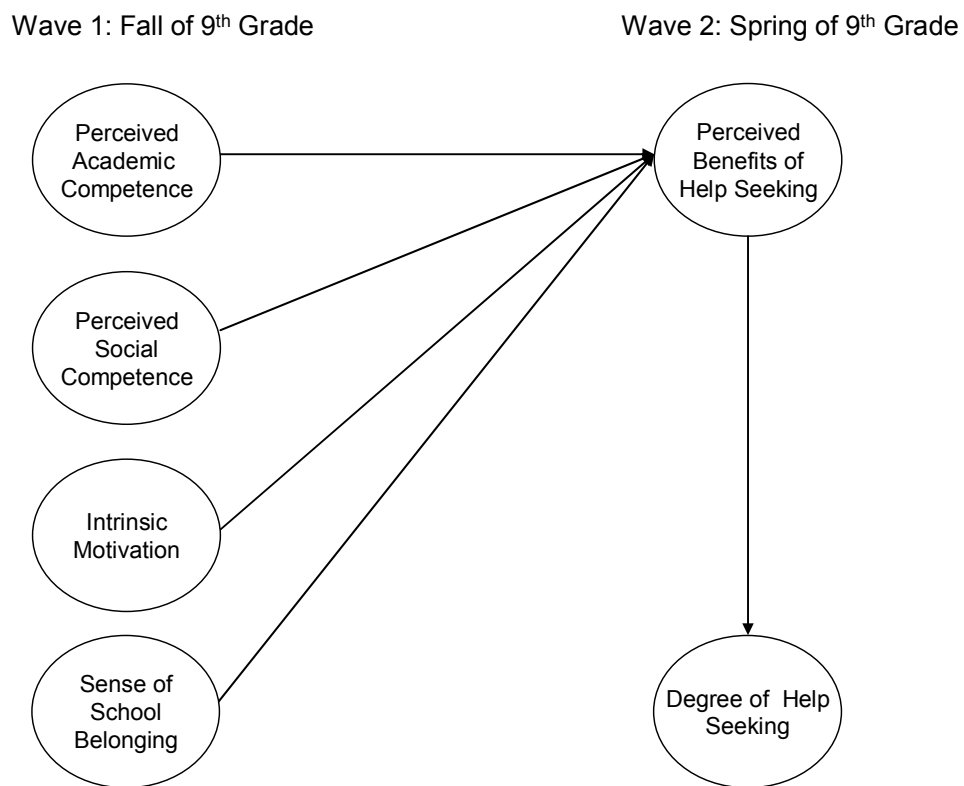 Wave 1: Fall of 9th Grade
Wave 2: Spring of 9th Grade
Perceived
Academic
Competence
Perceived
Benefits of
Help Seeking
Perceived
Social
Competence
Intrinsic
Motivation
Sense of
School
Belonging
Degree of Help
Seeking